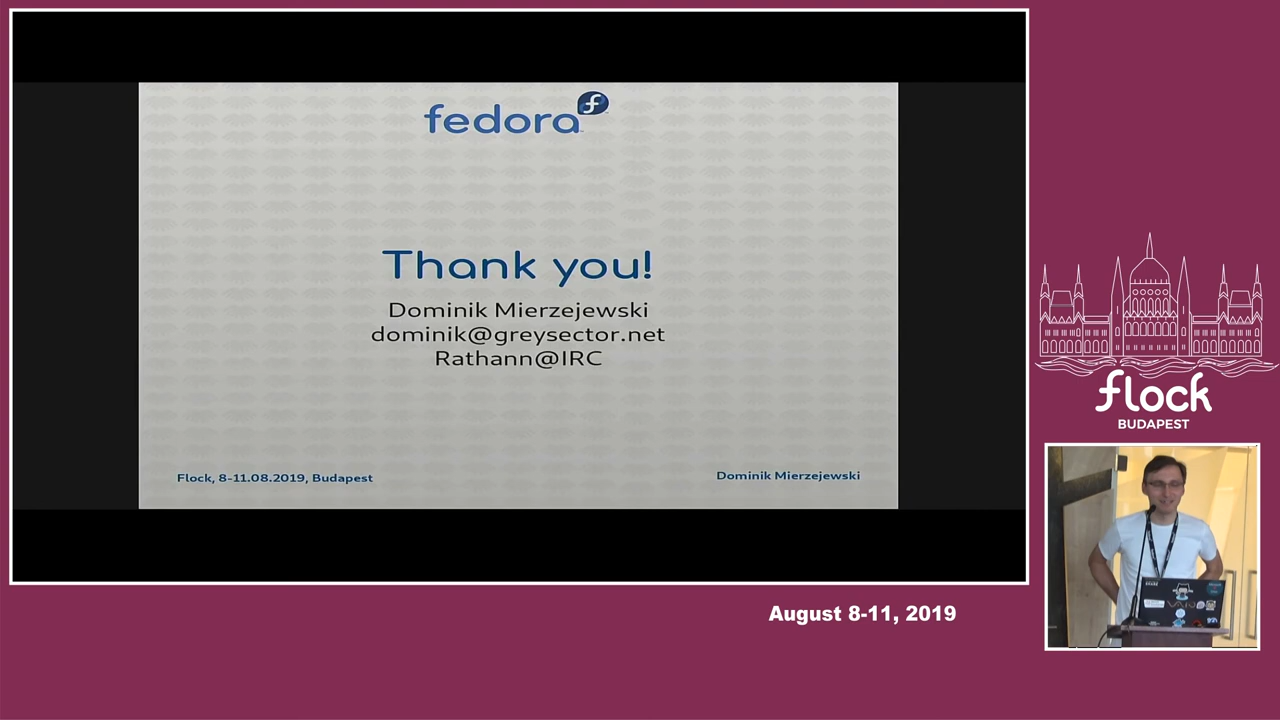 fedora
Thank you!
Dominik Mierzejewski
dominik@greysector.net
Rathann@IRC
Flock, 8-11.08.2019, Budapest
Dominik Mierzejewski
flock
BUDAPEST
August 8-11, 2019